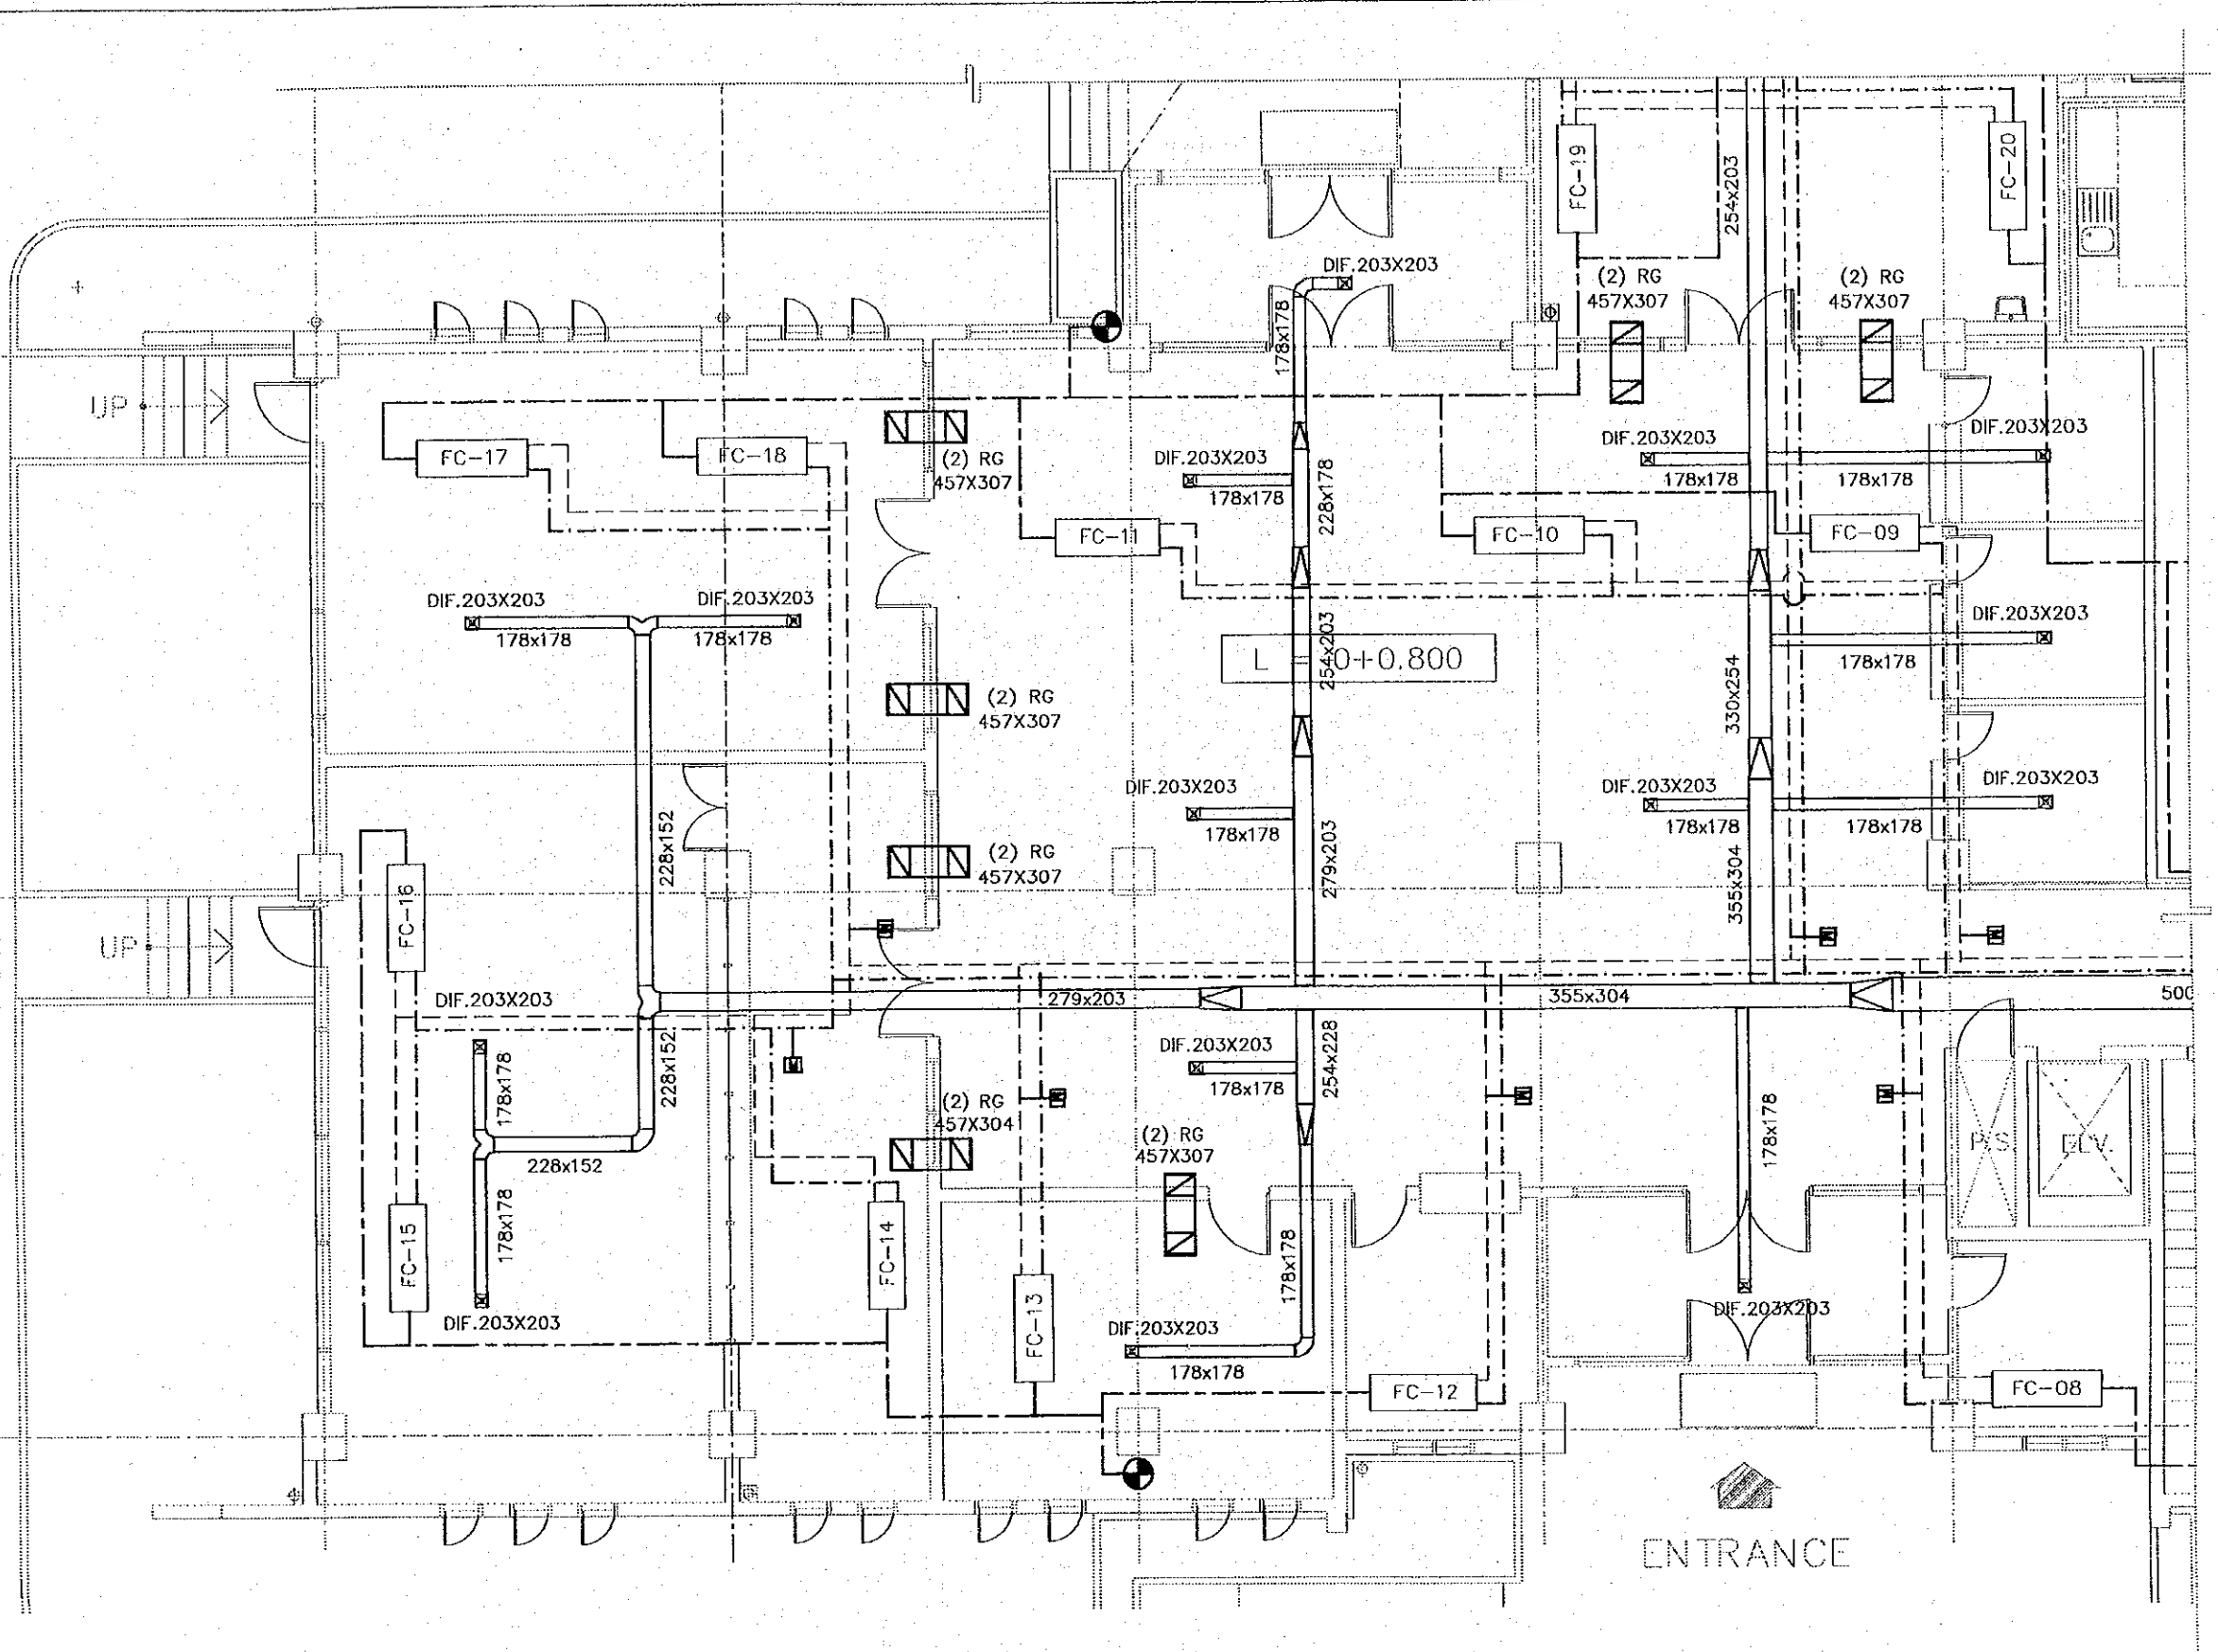 FC-19
254x203
FC-20
DIF.203X203
(2) RG
457X307
(2) RG
457X307
178x178
UP
FC-17
FC-18
(2) RG
457X307
DIF.203X203
178x178
228x178
DIF.203X203
178x178
DIF.203X203
178x178
FC-11
FC-10
FC-09
DIF.203X203
178x178
DIF.203X203
178x178
254x203
L = 0+0.800
DIF.203X203
178x178
330x254
(2) RG
457X307
DIF.203X203
178x178
DIF.203X203
178x178
DIF.203X203
178x178
228x152
(2) RG
457X307
279x203
355x304
FC-16
UP
DIF.203X203
279x203
355x304
500
178x178
228x152
DIF.203X203
178x178
254x228
(2) RG
457X304
(2) RG
457X307
178x178
P.S.
ELV.
228x152
178x178
FC-15
FC-14
FC-13
178x178
DIF.203X203
DIF.203X203
178x178
DIF.203X203
FC-12
FC-08
ENTRANCE